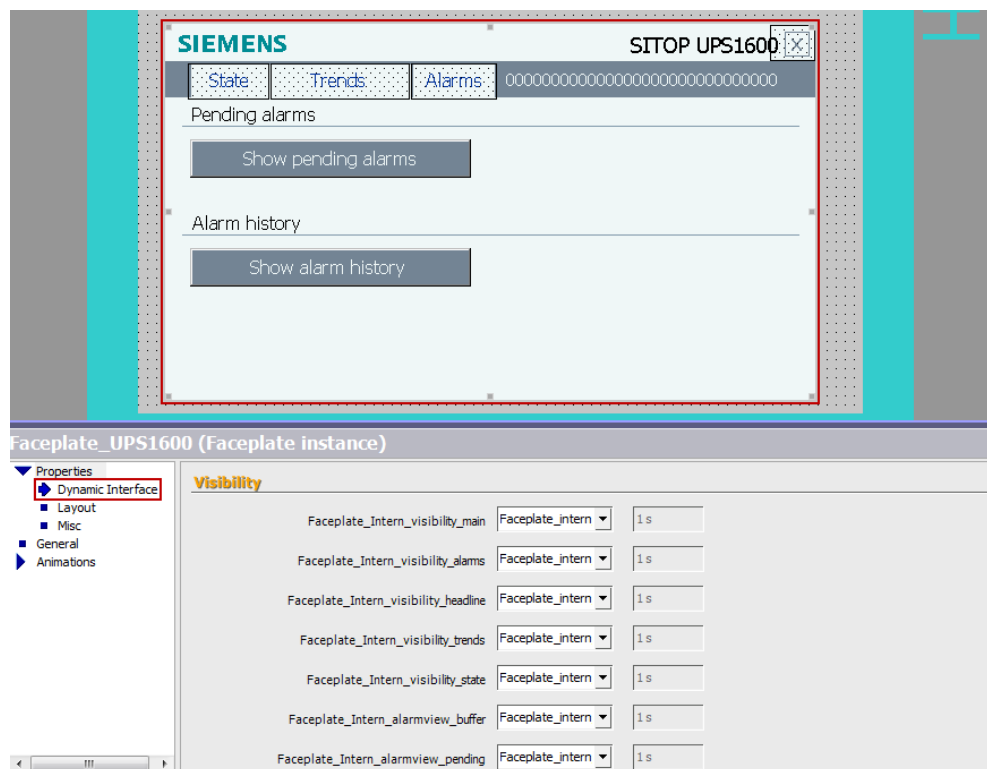 SIEMENS SITOP UPS1600 X
State Trends Alarms 000000000000000000000000000000
Pending alarms
Show pending alarms
Alarm history
Show alarm history
H
Faceplate_UPS1600 (Faceplate instance)
Properties
Dynamic Interface
Layout
Misc
General
Animations
Visibility
Faceplate_Intern_visibility_main Faceplate_intern 1 s
Faceplate_Intern_visibility_alarms Faceplate_intern 1 s
Faceplate_Intern_visibility_headline Faceplate_intern 1 s
Faceplate_Intern_visibility_trends Faceplate_intern 1 s
Faceplate_Intern_visibility_state Faceplate_intern 1 s
Faceplate_Intern_alarmview_buffer Faceplate_intern 1 s
Faceplate_Intern_alarmview_pending Faceplate_intern 1 s